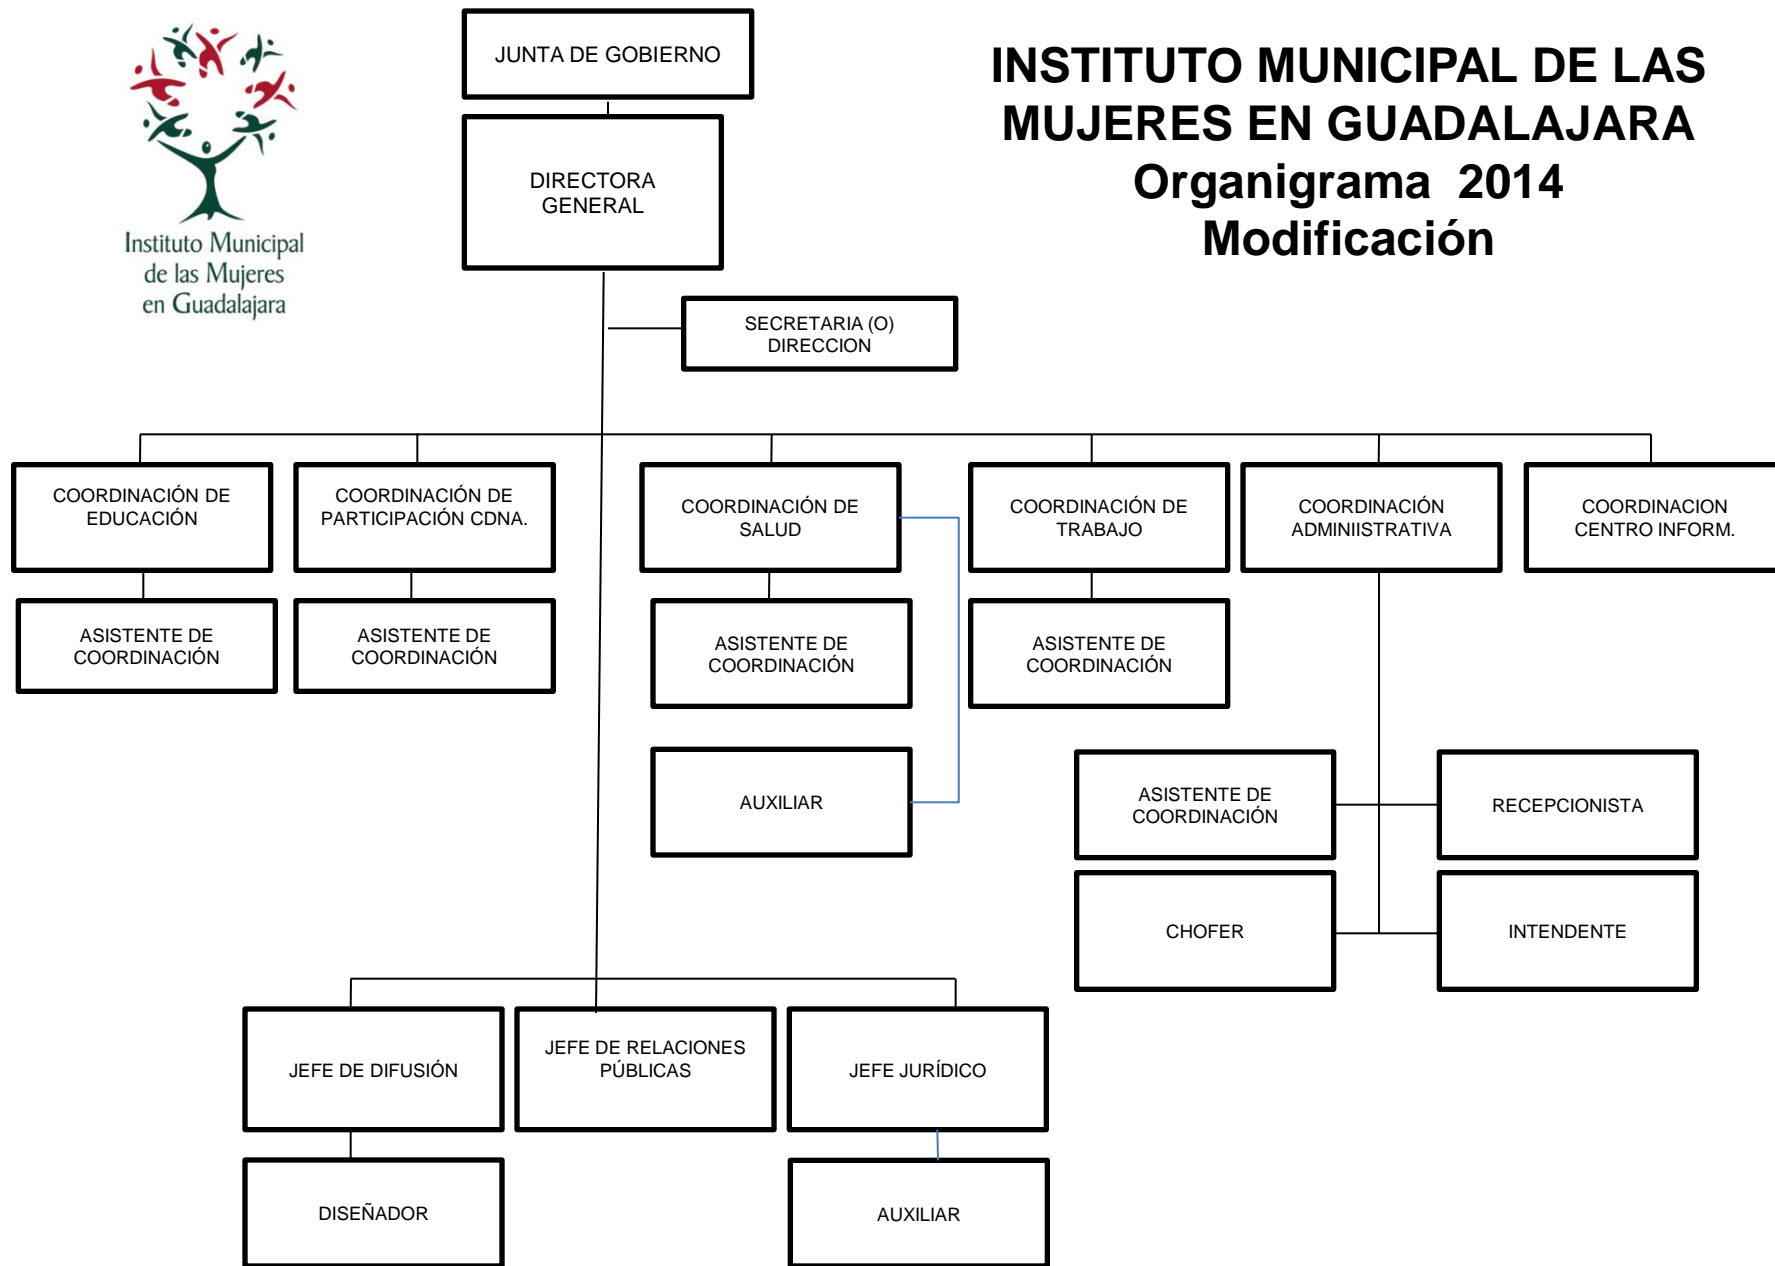 JUNTA DE GOBIERNO
INSTITUTO MUNICIPAL DE LAS
MUJERES EN GUADALAJARA
Organigrama  2014
Modificación
Instituto Municipal
de las Mujeres
en Guadalajara
DIRECTORA
GENERAL
SECRETARIA (O)
DIRECCION
COORDINACIÓN DE
EDUCACIÓN
COORDINACIÓN DE
PARTICIPACIÓN CDNA.
COORDINACIÓN DE
SALUD
COORDINACIÓN DE
TRABAJO
COORDINACIÓN
ADMINIISTRATIVA
COORDINACION
CENTRO INFORM.
ASISTENTE DE
COORDINACIÓN
ASISTENTE DE
COORDINACIÓN
ASISTENTE DE
COORDINACIÓN
ASISTENTE DE
COORDINACIÓN
AUXILIAR
ASISTENTE DE
COORDINACIÓN
RECEPCIONISTA
CHOFER
INTENDENTE
JEFE DE DIFUSIÓN
JEFE DE RELACIONES
PÚBLICAS
JEFE JURÍDICO
DISEÑADOR
AUXILIAR